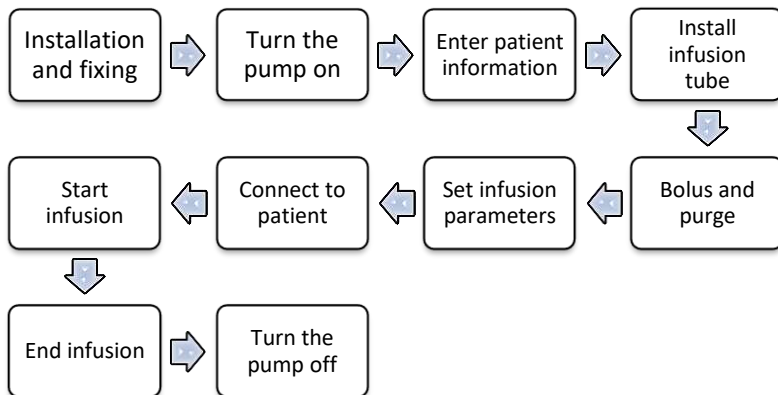 Installation
and fixing
Turn the
pump on
Enter patient
information
Install
infusion
tube
Bolus and
purge
Set infusion
parameters
Connect to
patient
Start
infusion
End infusion
Turn the
pump off